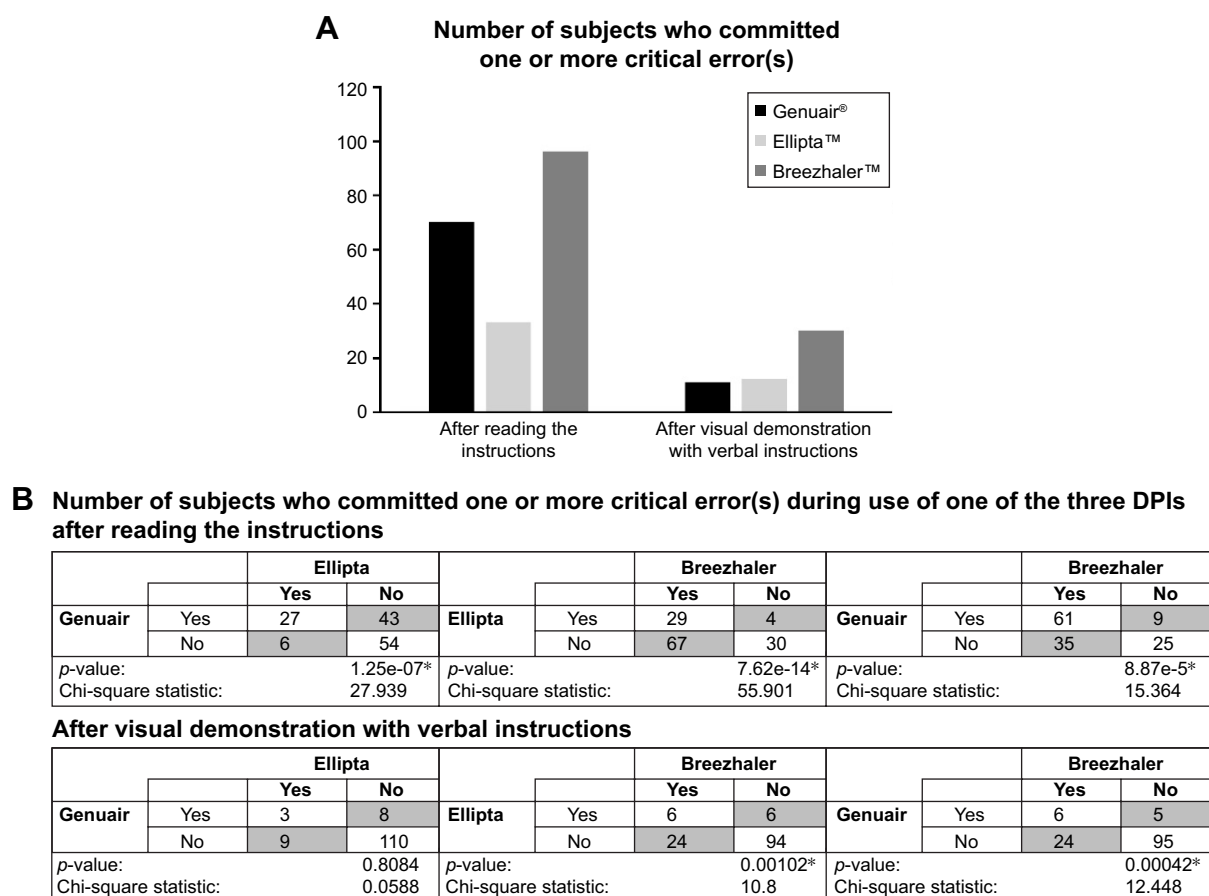 A
Number of subjects who committed
one or more critical error(s)
120
100
80
60
40
20
0
Genuair®
Ellipta™
Breezhaler™
After reading the
instructions
After visual demonstration
with verbal instructions
B Number of subjects who committed one or more critical error(s) during use of one of the three DPIs
after reading the instructions
Ellipta Breezhaler Breezhaler
Yes No Yes No Yes No
Genuair Yes 27 43 Ellipta Yes 29 4 Genuair Yes 61 9
No 6 54 No 67 30 No 35 25
p-value: 1.25e-07* p-value: 7.62e-14* p-value: 8.87e-5*
Chi-square statistic: 27.939 Chi-square statistic: 55.901 Chi-square statistic: 15.364
After visual demonstration with verbal instructions
Ellipta Breezhaler Breezhaler
Yes No Yes No Yes No
Genuair Yes 3 8 Ellipta Yes 6 6 Genuair Yes 6 5
No 9 110 No 24 94 No 24 95
p-value: 0.8084 p-value: 0.00102* p-value: 0.00042*
Chi-square statistic: 0.0588 Chi-square statistic: 10.8 Chi-square statistic: 12.448